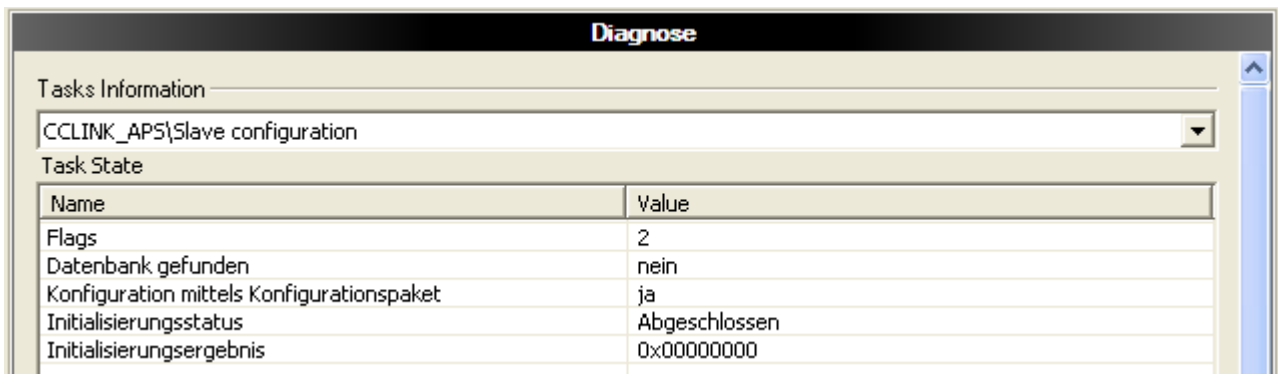 Diagnose
Tasks Information
CCLINK_APS\Slave configuration
Task State
Name Value
Flags 2
Datenbank gefunden nein
Konfiguration mittels Konfigurationspaket ja
Initialisierungsstatus Abgeschlossen
Initialisierungsergebnis 0x00000000